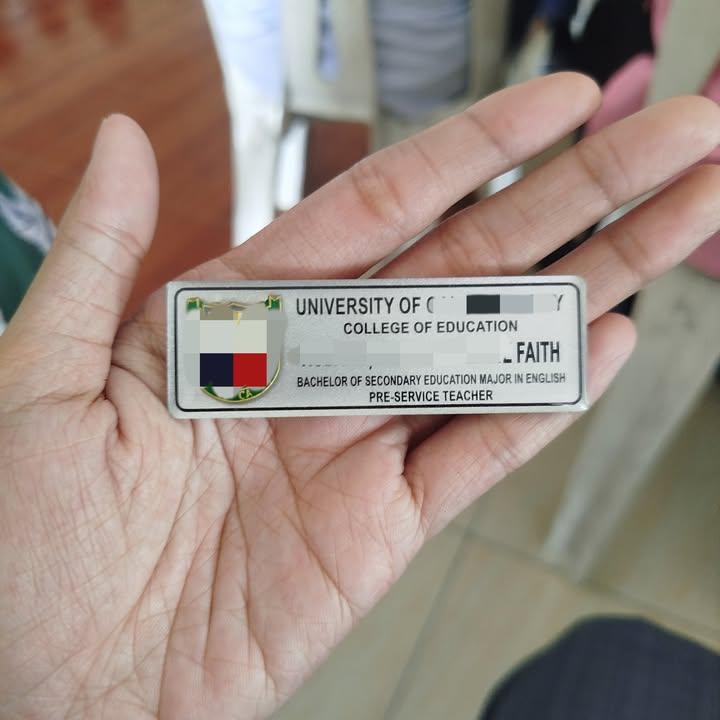 UNIVERSITY OF
COLLEGE OF EDUCATION
FAITH
BACHELOR OF SECONDARY EDUCATION MAJOR IN ENGLISH
PRE-SERVICE TEACHER